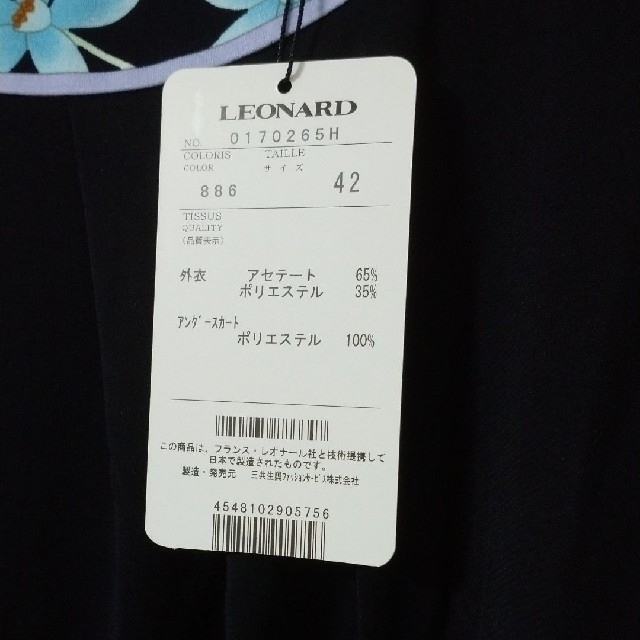 LEONARD
NO. 0170265H
COLORIS TAILLE
COLOR サイズ
886 42
TISSUS
QUALITY
(品質表示)
外衣 アセテート 65%
ポリエステル 35%
アンダースカート
ポリエステル 100%
この商品は、フランス・レオナール社と技術提携して
日本で製造されたものです。
製造・発売元 三共生興ファッションサービス株式会社
4548102905756